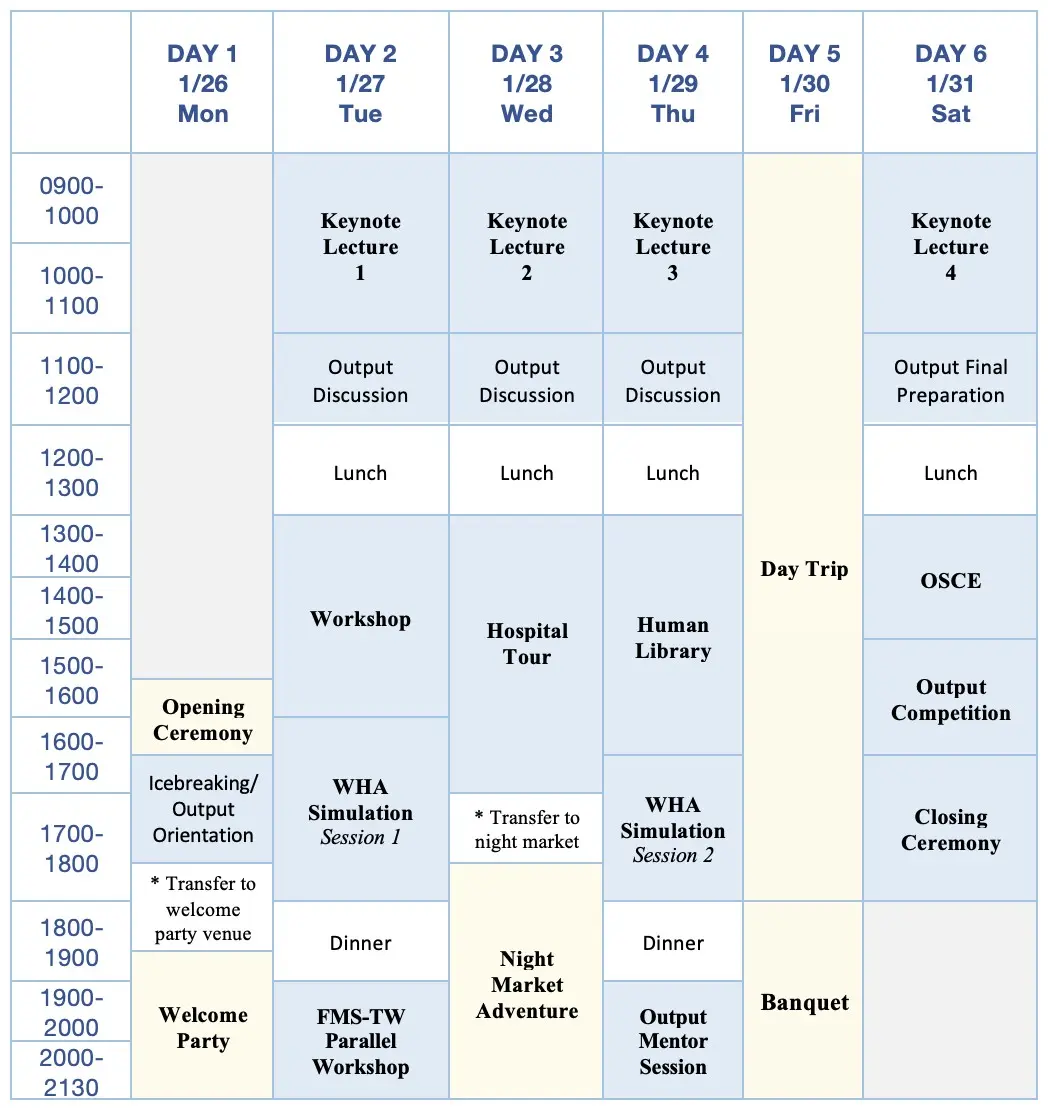 DAY 1
1/26
Mon
DAY 2
1/27
Tue
DAY 3
1/28
Wed
DAY 4
1/29
Thu
DAY 5
1/30
Fri
DAY 6
1/31
Sat
0900-
1000
Keynote
Lecture
1
Keynote
Lecture
2
Keynote
Lecture
3
Keynote
Lecture
4
1000-
1100
1100-
1200
Output
Discussion
Output
Discussion
Output
Discussion
Output Final
Preparation
1200-
1300
Lunch
Lunch
Lunch
Lunch
1300-
1400
1400-
1500
Workshop
Hospital
Tour
Human
Library
Day Trip
OSCE
1500-
1600
Opening
Ceremony
Output
Competition
1600-
1700
Icebreaking/
Output
Orientation
WHA
Simulation
Session 1
* Transfer to
night market
WHA
Simulation
Session 2
Closing
Ceremony
1700-
1800
* Transfer to
welcome
party venue
1800-
1900
Dinner
Night
Market
Adventure
Dinner
Banquet
1900-
2000
Welcome
Party
FMS-TW
Parallel
Workshop
Output
Mentor
Session
2000-
2130